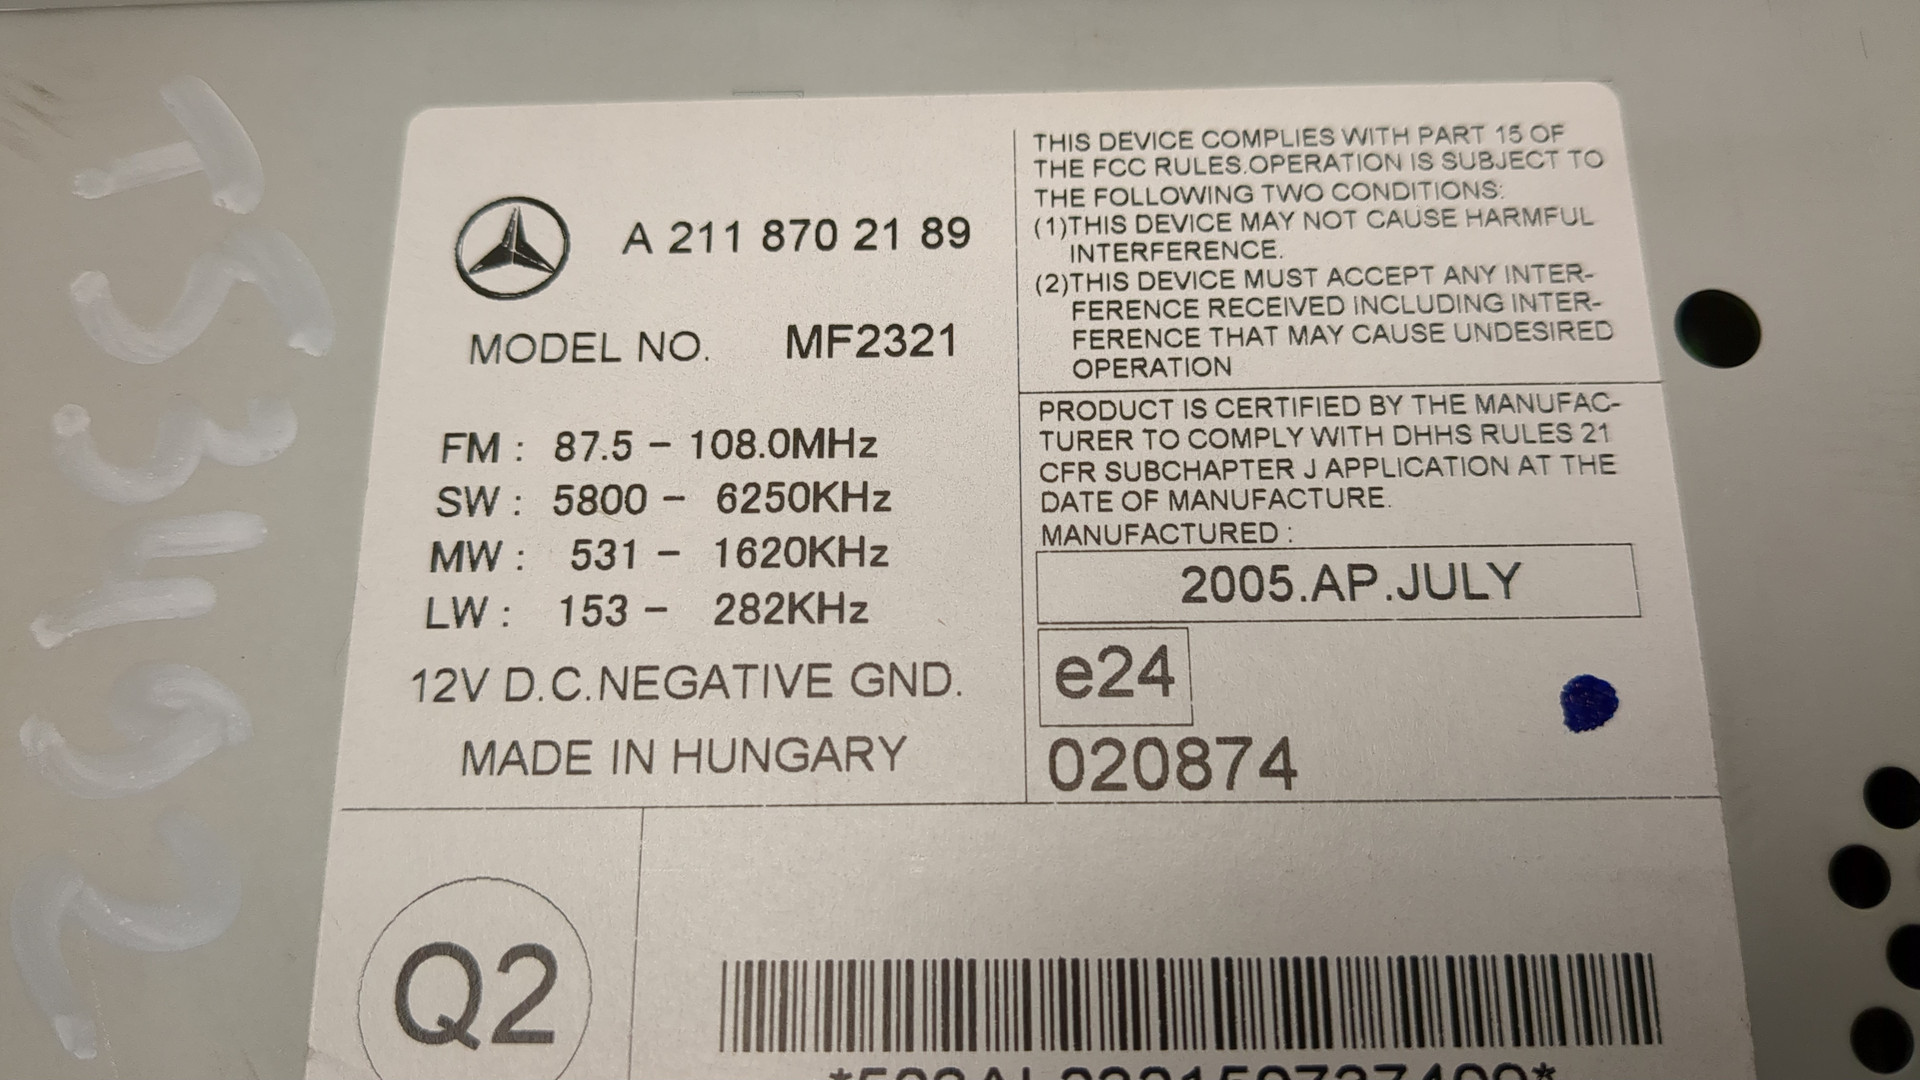 A 211 870 2189
MODEL NO. MF2321
FM : 87.5 - 108.0MHz
SW : 5800 - 6250KHz
MW : 531 - 1620KHz
LW : 153 - 282KHz
12V D.C.NEGATIVE GND.
MADE IN HUNGARY
THIS DEVICE COMPLIES WITH PART 15 OF
THE FCC RULES.OPERATION IS SUBJECT TO
THE FOLLOWING TWO CONDITIONS:
(1)THIS DEVICE MAY NOT CAUSE HARMFUL
INTERFERENCE.
(2)THIS DEVICE MUST ACCEPT ANY INTER-
FERENCE RECEIVED INCLUDING INTER-
FERENCE THAT MAY CAUSE UNDESIRED
OPERATION
PRODUCT IS CERTIFIED BY THE MANUFAC-
TURER TO COMPLY WITH DHHS RULES 21
CFR SUBCHAPTER J APPLICATION AT THE
DATE OF MANUFACTURE.
MANUFACTURED :
2005.AP.JULY
e24
020874
Q2